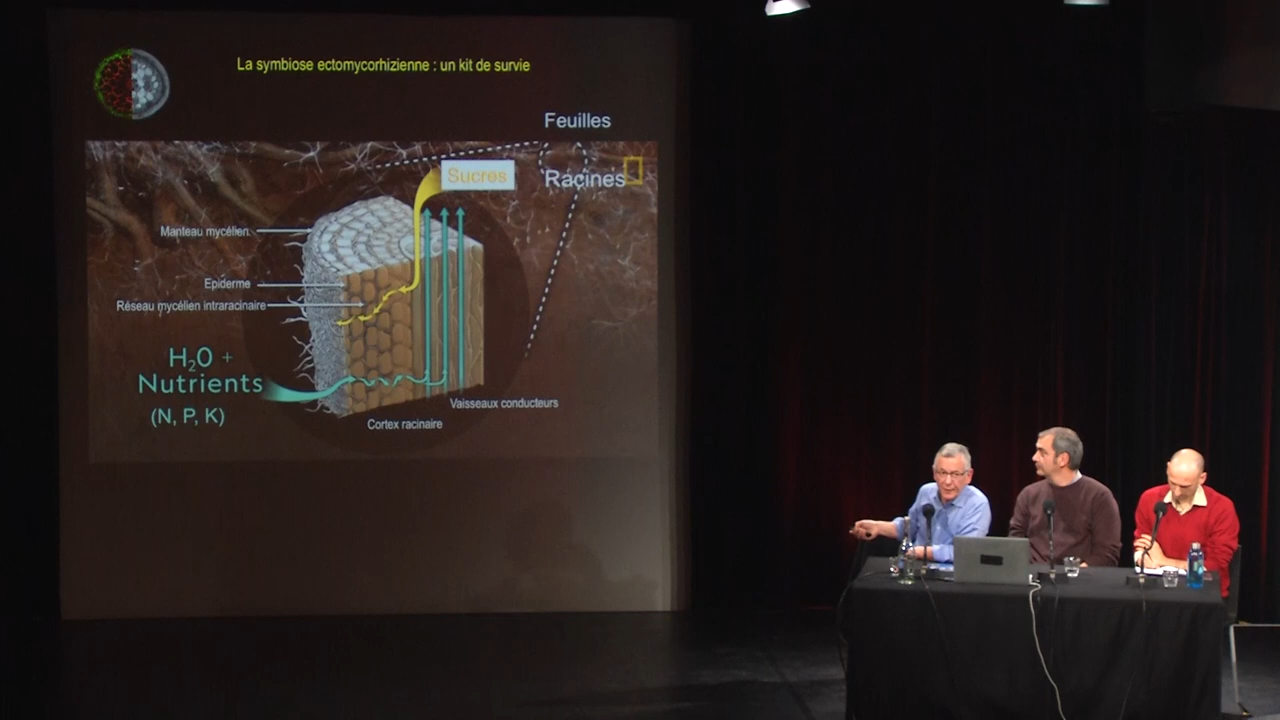 La symbiose ectomycorhizienne : un kit de survie
Feuilles
Sucres
Racines
Manteau mycélien
Epiderme
Réseau mycélien intraracinaire
H₂O +
Nutrients
(N, P, K)
Vaisseaux conducteurs
Cortex racinaire